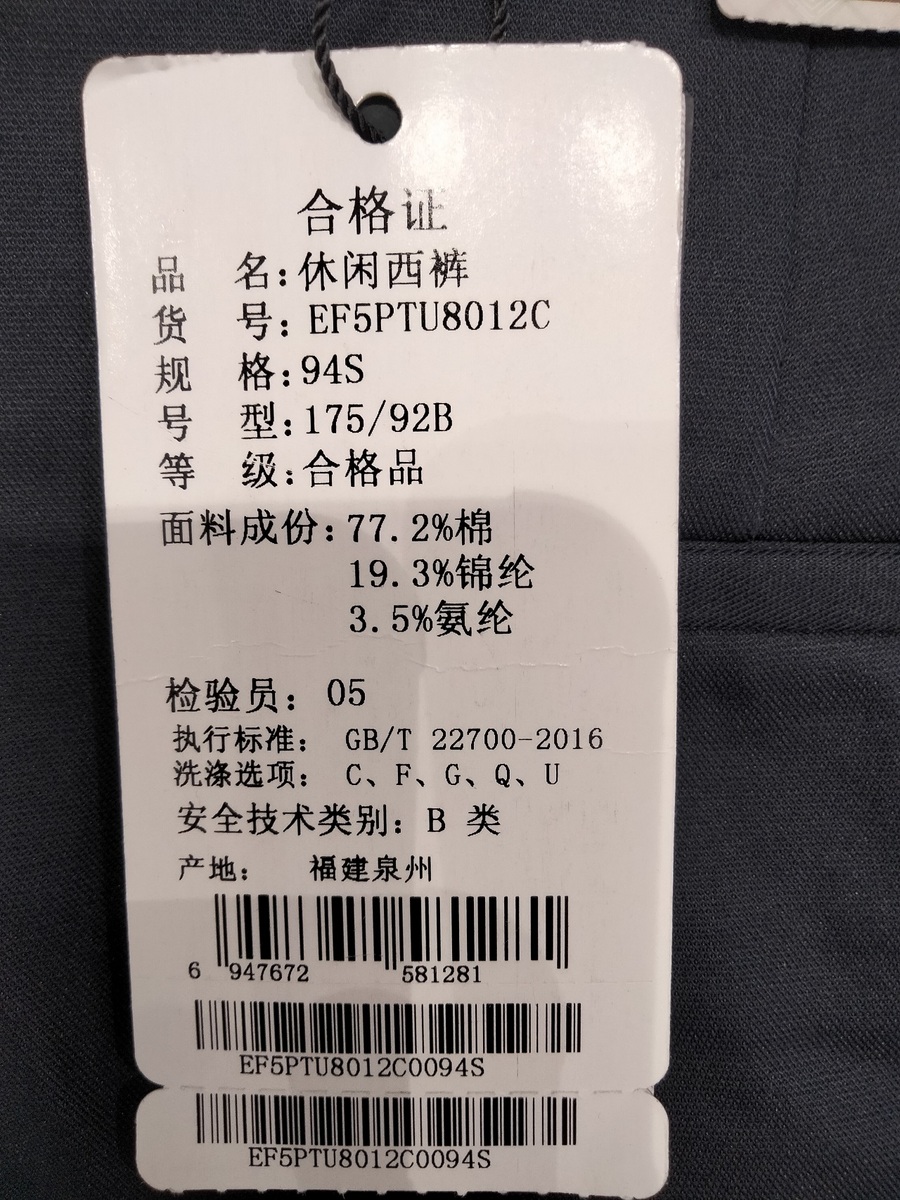 合格证
品 名:休闲西裤
货 号:EF5PTU8012C
规 格:94S
号 型:175/92B
等 级:合格品
面料成份:77.2%棉
19.3%锦纶
3.5%氨纶
检验员: 05
执行标准: GB/T 22700-2016
洗涤选项: C、F、G、Q、U
安全技术类别: B 类
产地: 福建泉州
6 947672 581281
EF5PTU8012C0094S
EF5PTU8012C0094S